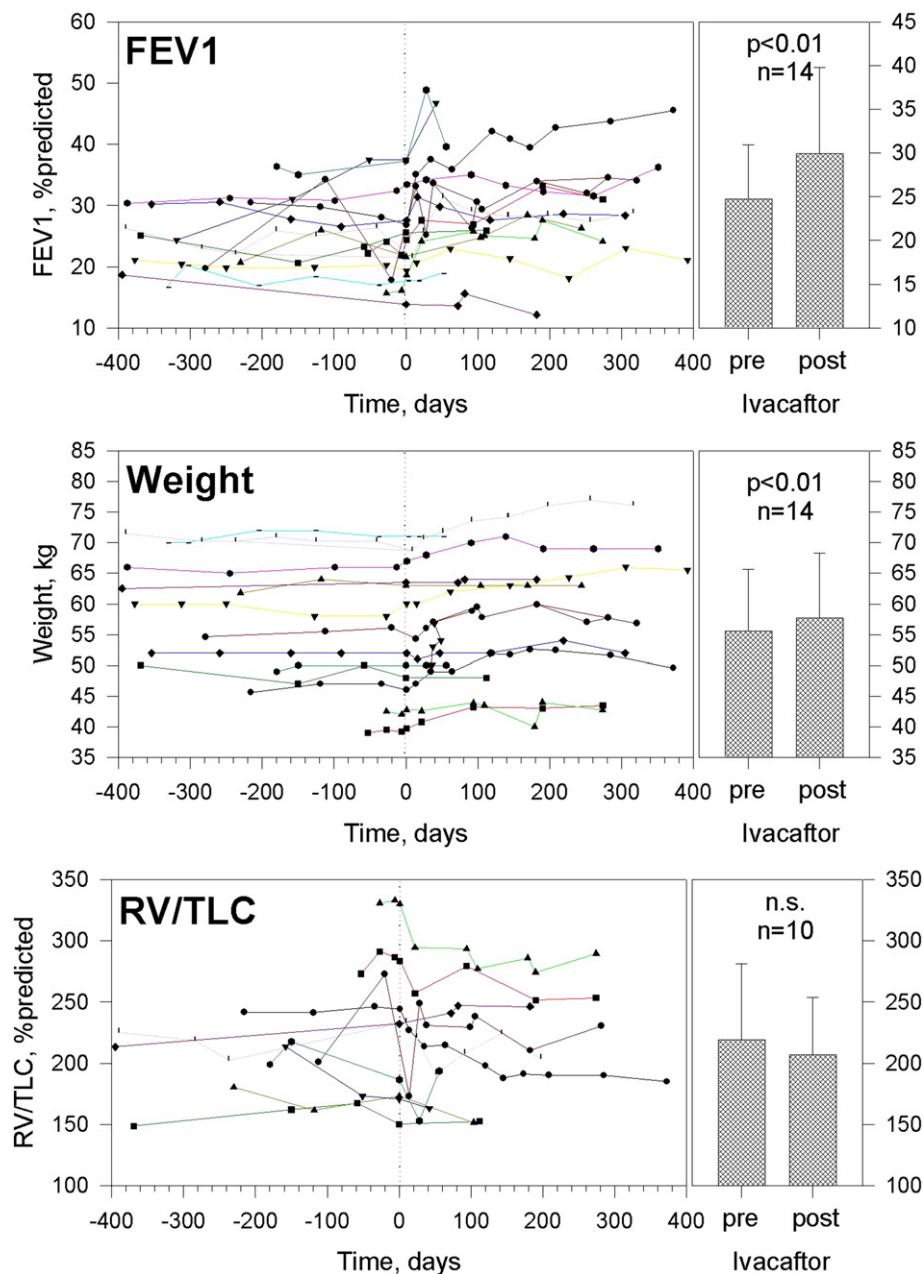 FEV1
60
50
40
30
20
10
FEV1, %predicted
-400 -300 -200 -100 0 100 200 300 400
Time, days
p<0.01
n=14
45
40
35
30
25
20
15
10
pre post
Ivacaftor
Weight
85
80
75
70
65
60
55
50
45
40
35
Weight, kg
-400 -300 -200 -100 0 100 200 300 400
Time, days
p<0.01
n=14
85
80
75
70
65
60
55
50
45
40
35
pre post
Ivacaftor
RV/TLC
350
300
250
200
150
100
RV/TLC, %predicted
-400 -300 -200 -100 0 100 200 300 400
Time, days
n.s.
n=10
350
300
250
200
150
100
pre post
Ivacaftor